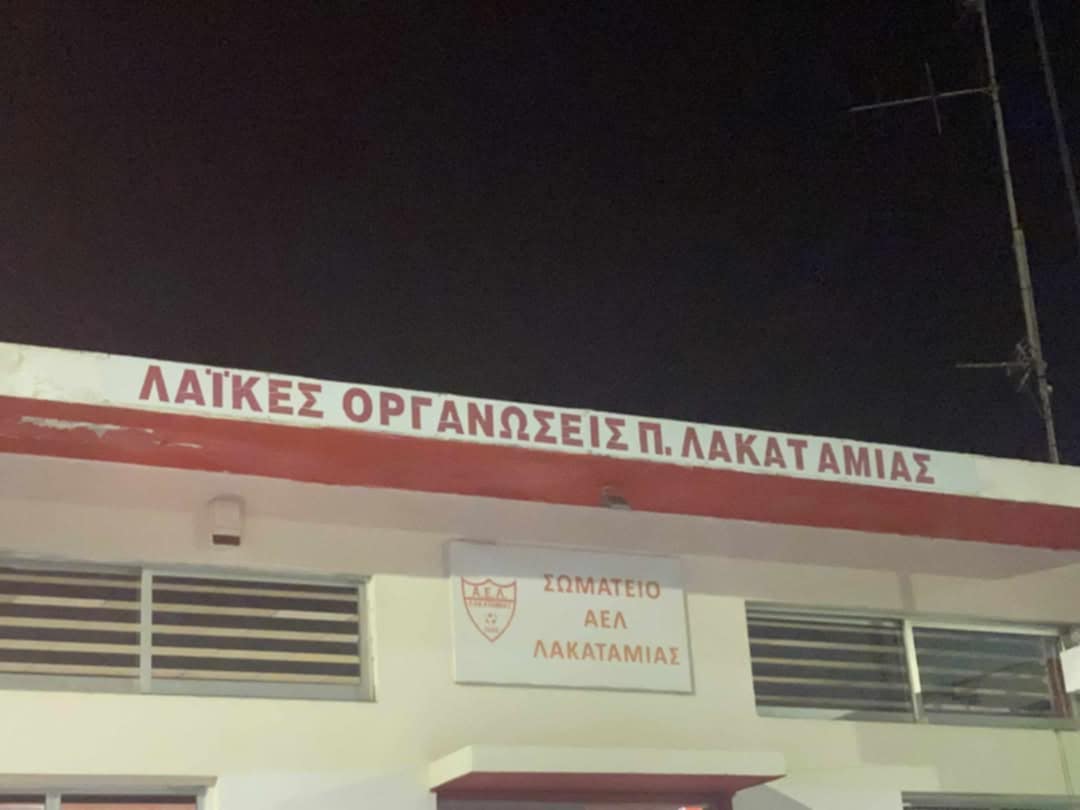 ΛΑΪΚΕΣ ΟΡΓΑΝΩΣΕΙΣ Π. ΛΑΚΑΤΑΜΙΑΣ
ΣΩΜΑΤΕΙΟ
ΑΕΛ
ΛΑΚΑΤΑΜΙΑΣ
Α.Ε.Λ.